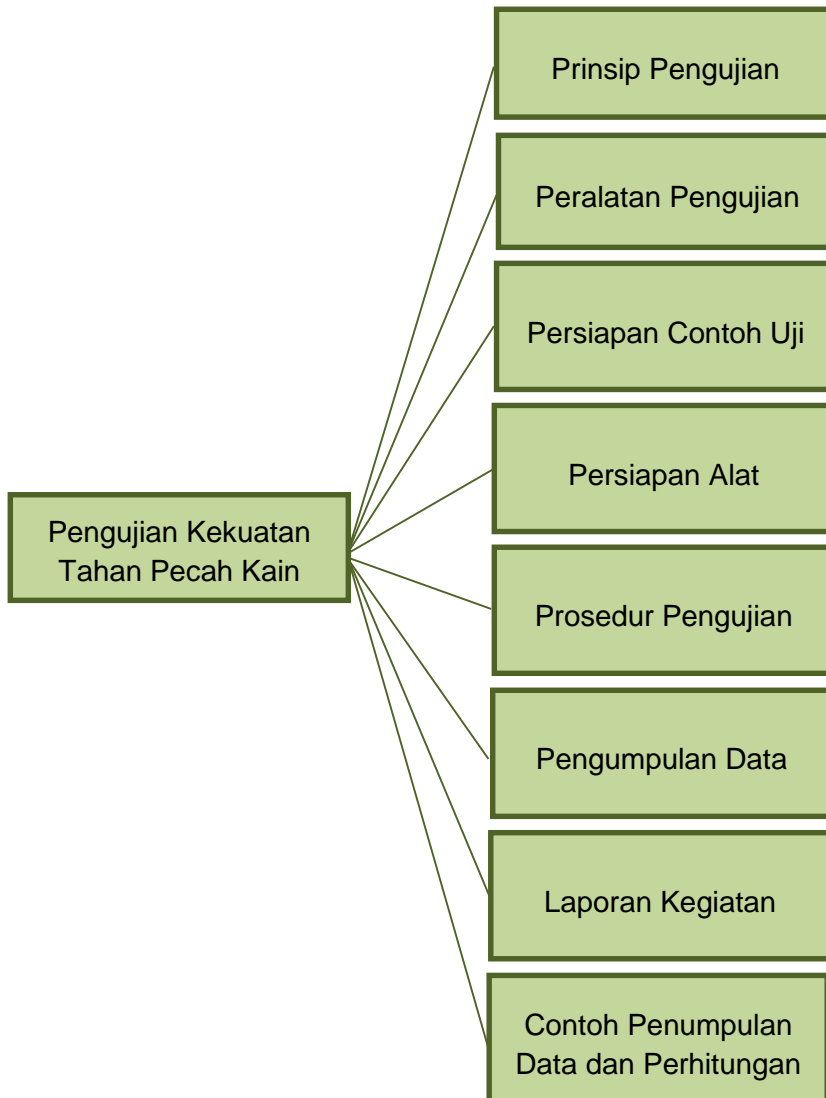 Prinsip Pengujian
Peralatan Pengujian
Persiapan Contoh Uji
Persiapan Alat
Pengujian Kekuatan
Tahan Pecah Kain
Prosedur Pengujian
Pengumpulan Data
Laporan Kegiatan
Contoh Penumpulan
Data dan Perhitungan